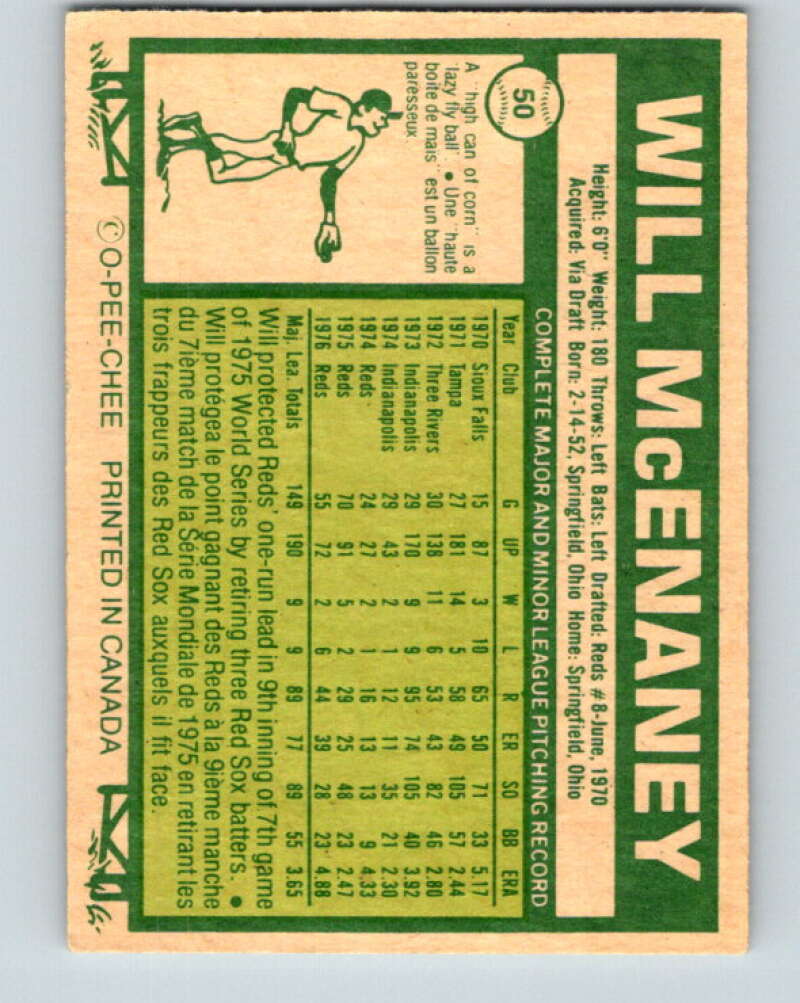 WILL McENANEY
Height: 6'0" Weight: 180 Throws: Left Bats: Left Drafted: Reds #8-June, 1970
Acquired: Via Draft Born: 2-14-52, Springfield, Ohio Home: Springfield, Ohio
50
A "high can of corn" is a
"lazy fly ball". • Une "haute
boite de mais" est un ballon
paresseux.
COMPLETE MAJOR AND MINOR LEAGUE PITCHING RECORD
Year Club G UP W L R ER SO BB ERA
1970 Sioux Falls 15 87 3 10 65 50 71 33 5.17
1971 Tampa 27 181 14 5 58 49 105 57 2.44
1972 Three Rivers 30 138 11 6 53 43 82 46 2.80
1973 Indianapolis 29 170 9 9 95 74 105 40 3.92
1974 Indianapolis 29 43 2 1 12 11 35 21 2.30
1974 Reds 24 27 2 1 16 13 13 9 4.33
1975 Reds 70 91 5 2 29 25 48 23 2.47
1976 Reds 55 72 2 6 44 39 28 23 4.88
Maj. Lea. Totals 149 190 9 9 89 77 89 55 3.65
Will protected Reds' one-run lead in 9th inning of 7th game
of 1975 World Series by retiring three Red Sox batters. •
Will protégea le point gagnant des Reds à la 9ième manche
du 7ième match de la Série Mondiale de 1975 en retirant les
trois frappeurs des Red Sox auxquels il fit face.
© O-PEE-CHEE PRINTED IN CANADA